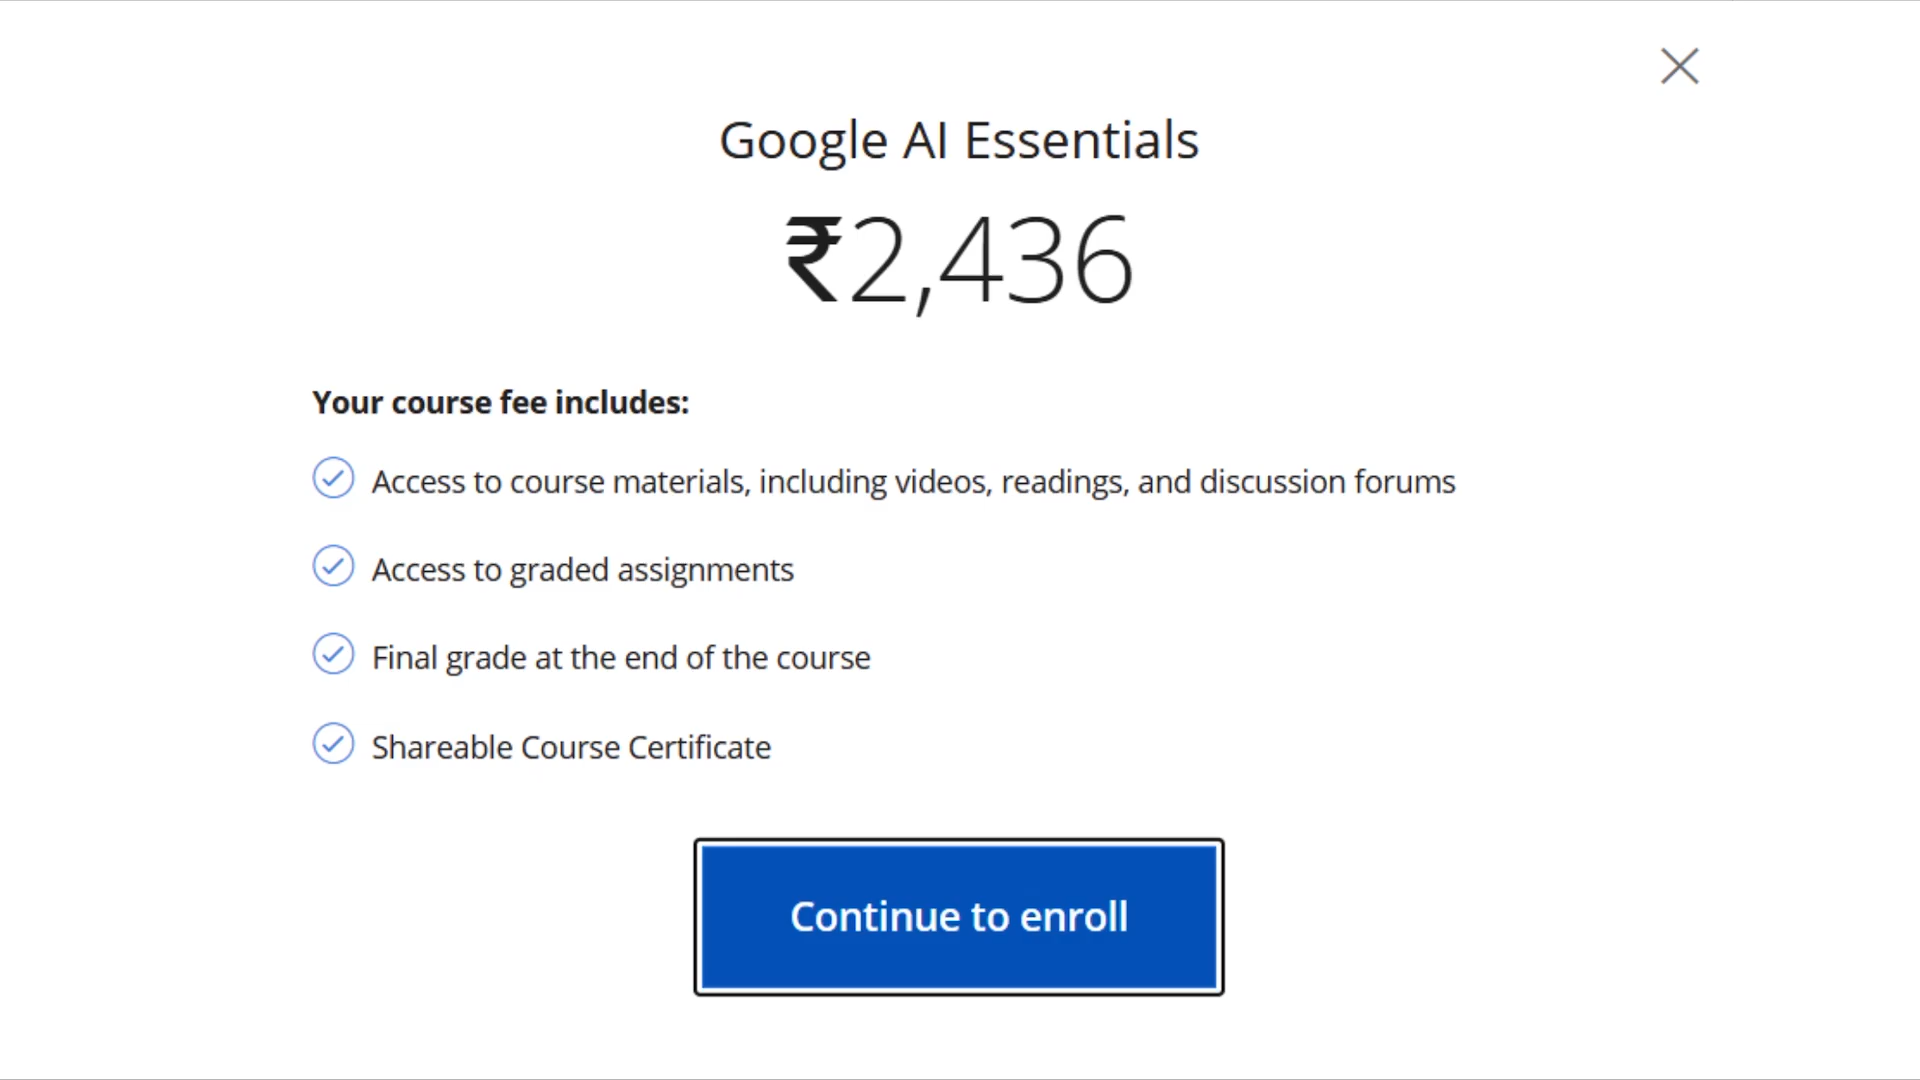 Google AI Essentials
₹2,436
Your course fee includes:
Access to course materials, including videos, readings, and discussion forums
Access to graded assignments
Final grade at the end of the course
Shareable Course Certificate
Continue to enroll